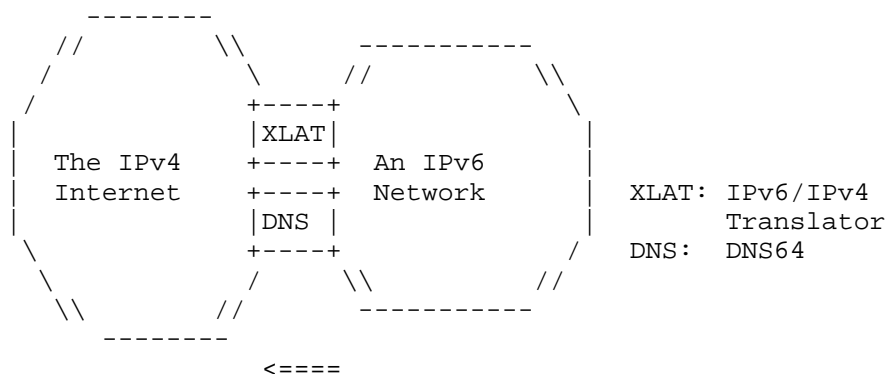 XLAT
The IPv4 An IPv6
Internet Network XLAT: IPv6/IPv4
DNS Translator
DNS: DNS64
<====